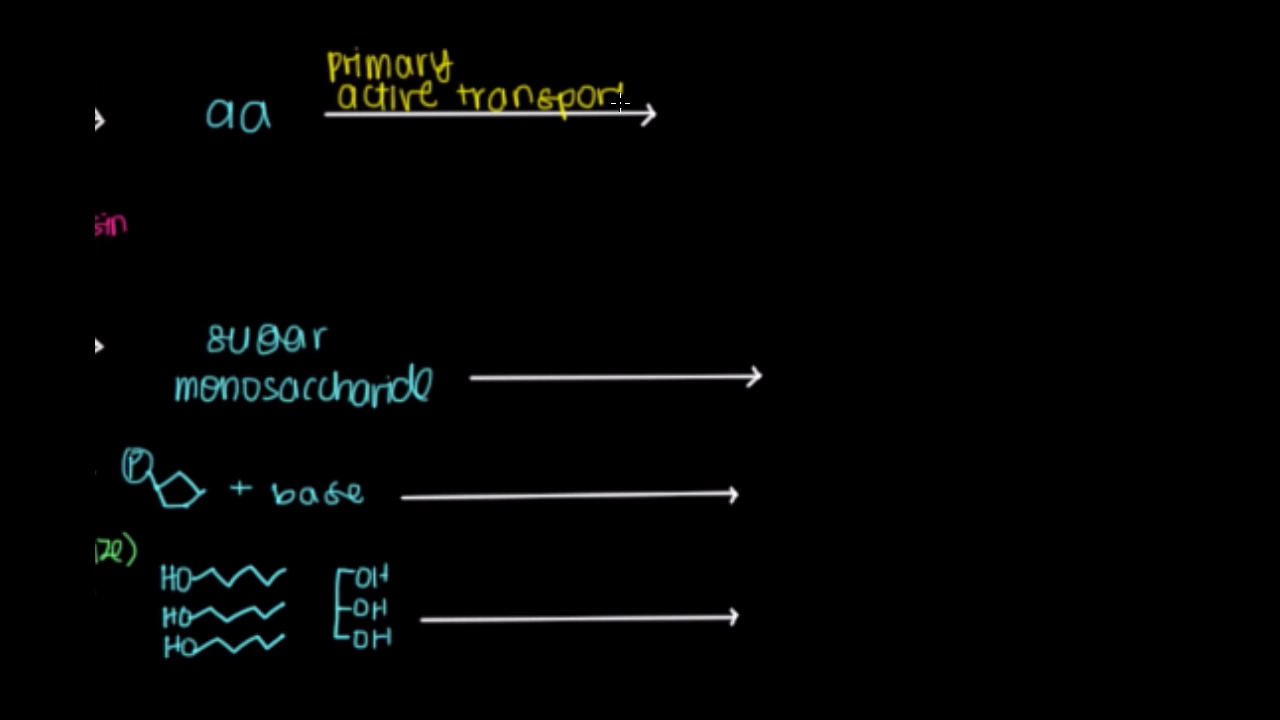 primary
active transport
aa
sin
sugar
monosaccharide
P
+ base
ze)
HO
OH
HO
OH
HO
OH